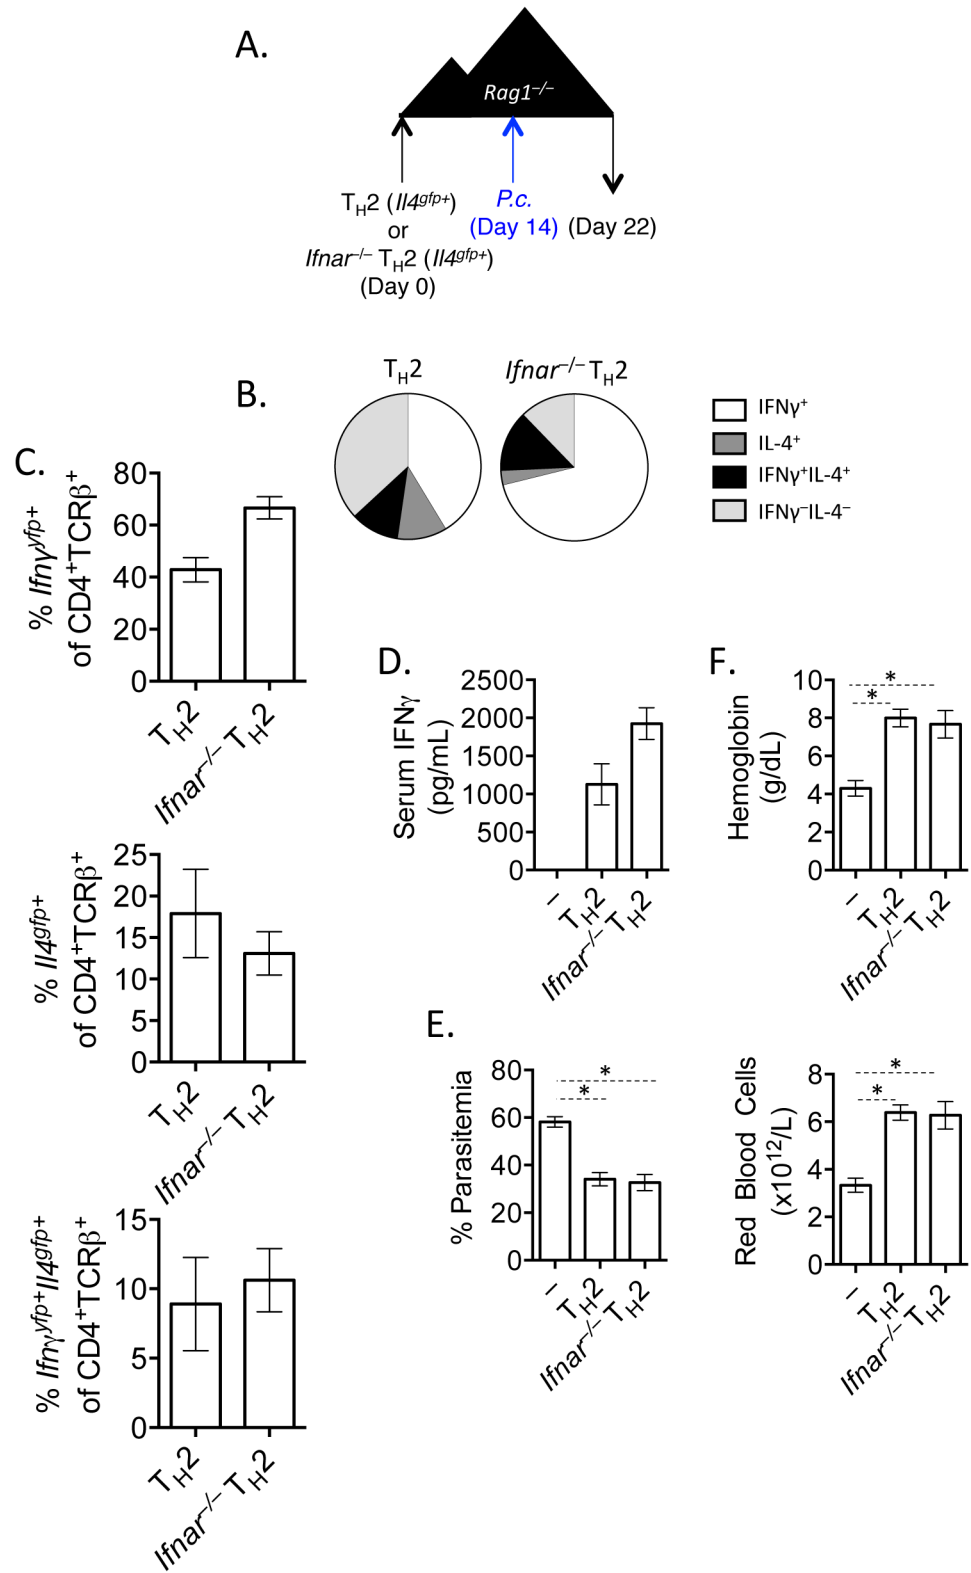 A.
Rag1–/–
TH2 (Il4gfp+)
or
Ifnar–/– TH2 (Il4gfp+)
(Day 0)
P.c.
(Day 14)
(Day 22)
B.
TH2
Ifnar–/– TH2
IFNγ+
IL-4+
IFNγ+IL-4+
IFNγ–IL-4–
C.
% Ifnγyfp+
of CD4+TCRβ+
80
60
40
20
0
TH2
Ifnar–/– TH2
% Il4gfp+
of CD4+TCRβ+
25
20
15
10
5
0
TH2
Ifnar–/– TH2
% Ifnγyfp+Il4gfp+
of CD4+TCRβ+
15
10
5
0
TH2
Ifnar–/– TH2
D.
Serum IFNγ
(pg/mL)
2500
2000
1500
1000
500
0
–
TH2
Ifnar–/– TH2
E.
% Parasitemia
80
60
40
20
0
*
*
–
TH2
Ifnar–/– TH2
F.
Hemoglobin
(g/dL)
10
8
6
4
2
0
*
*
–
TH2
Ifnar–/– TH2
Red Blood Cells
(x1012/L)
8
6
4
2
0
*
*
–
TH2
Ifnar–/– TH2